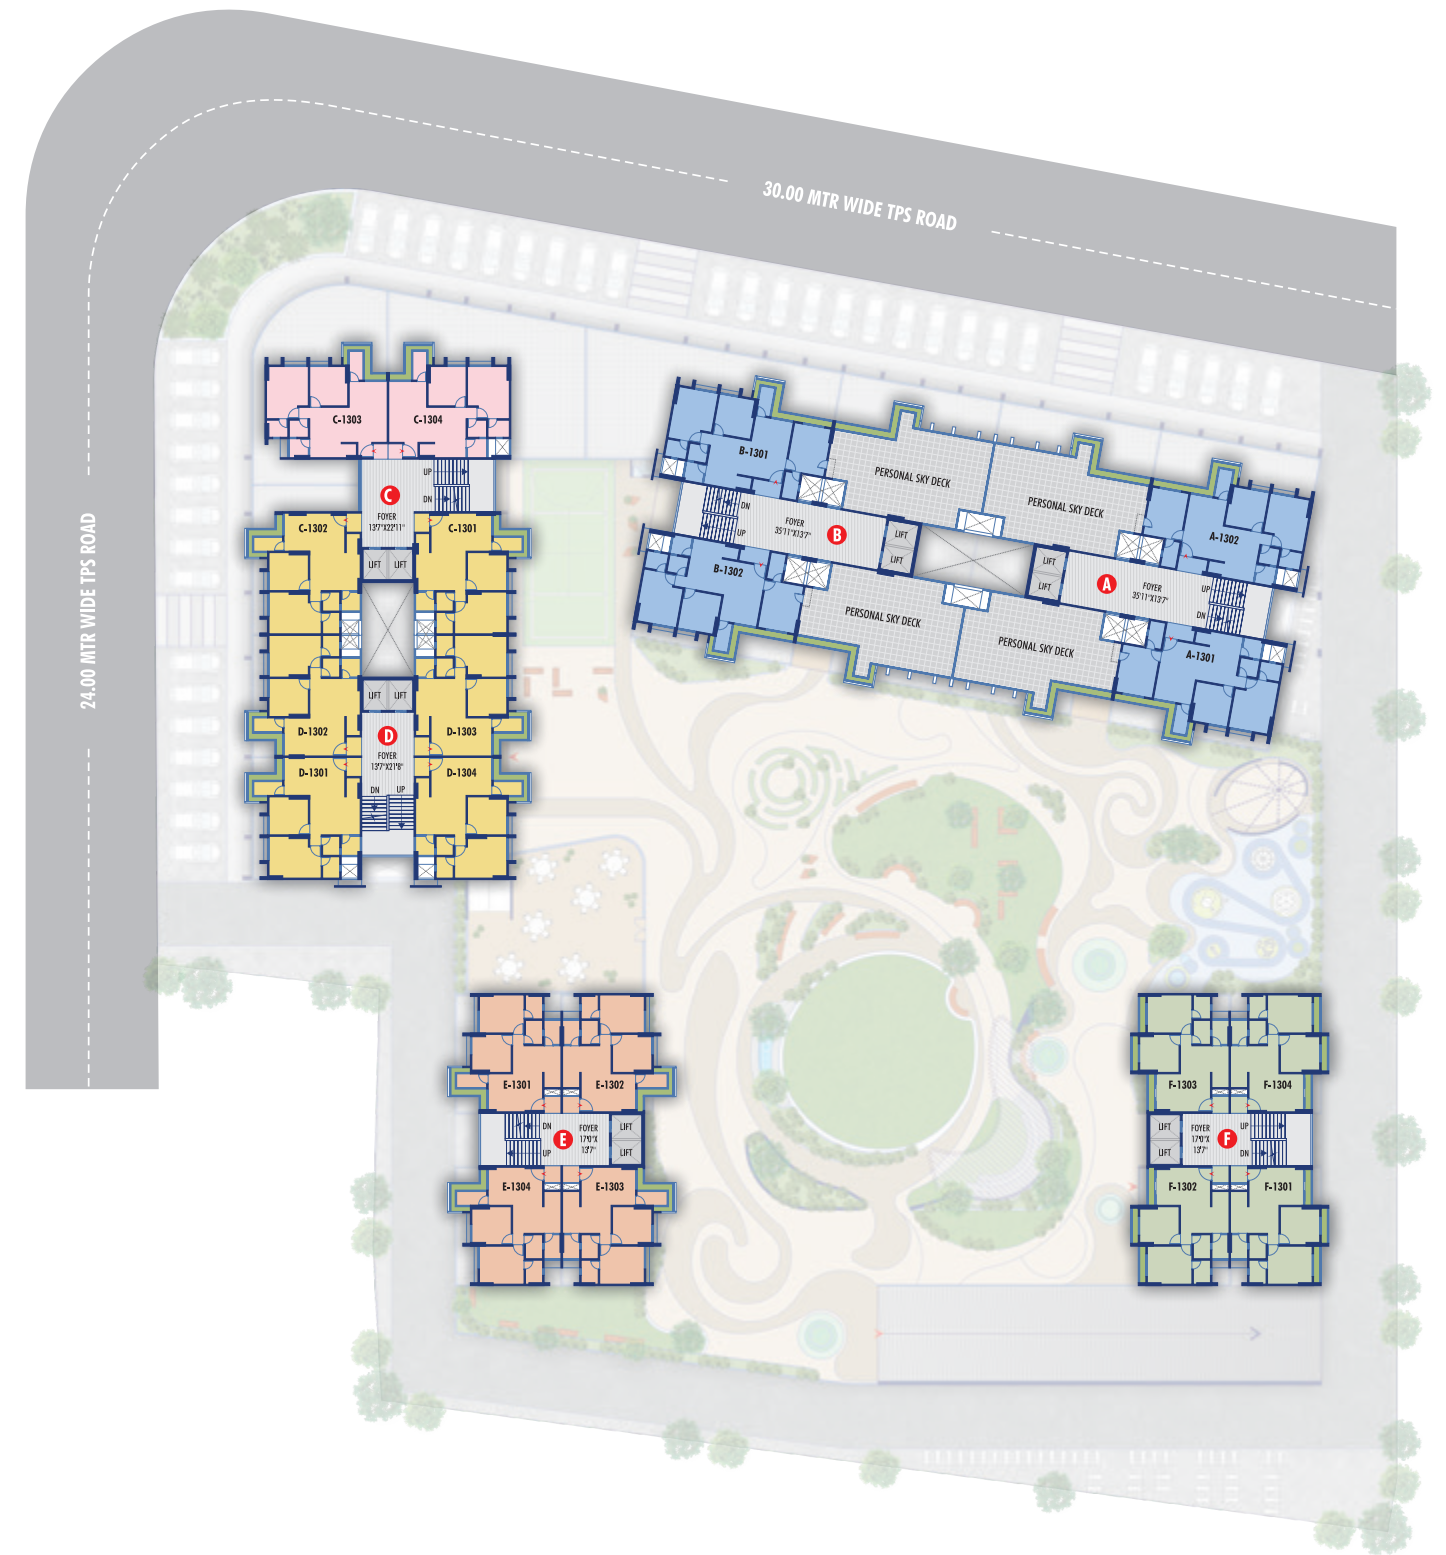 30.00 MTR WIDE TPS ROAD
24.00 MTR WIDE TPS ROAD
C-1303
C-1304
UP
C
DN
FOYER
13'7"X22'11"
C-1302
C-1301
LIFT
LIFT
LIFT
LIFT
D
D-1302
D-1303
FOYER
13'7"X21'8"
D-1301
D-1304
DN
UP
B-1301
PERSONAL SKY DECK
PERSONAL SKY DECK
DN
FOYER
35'11"X13'7"
B
UP
LIFT
LIFT
B-1302
PERSONAL SKY DECK
PERSONAL SKY DECK
LIFT
LIFT
A
FOYER
35'11"X13'7"
A-1302
UP
DN
A-1301
E-1301
E-1302
DN
E
FOYER
17'0"X
13'7"
LIFT
UP
LIFT
E-1304
E-1303
F-1303
F-1304
LIFT
FOYER
17'0"X
13'7"
F
UP
LIFT
DN
F-1302
F-1301